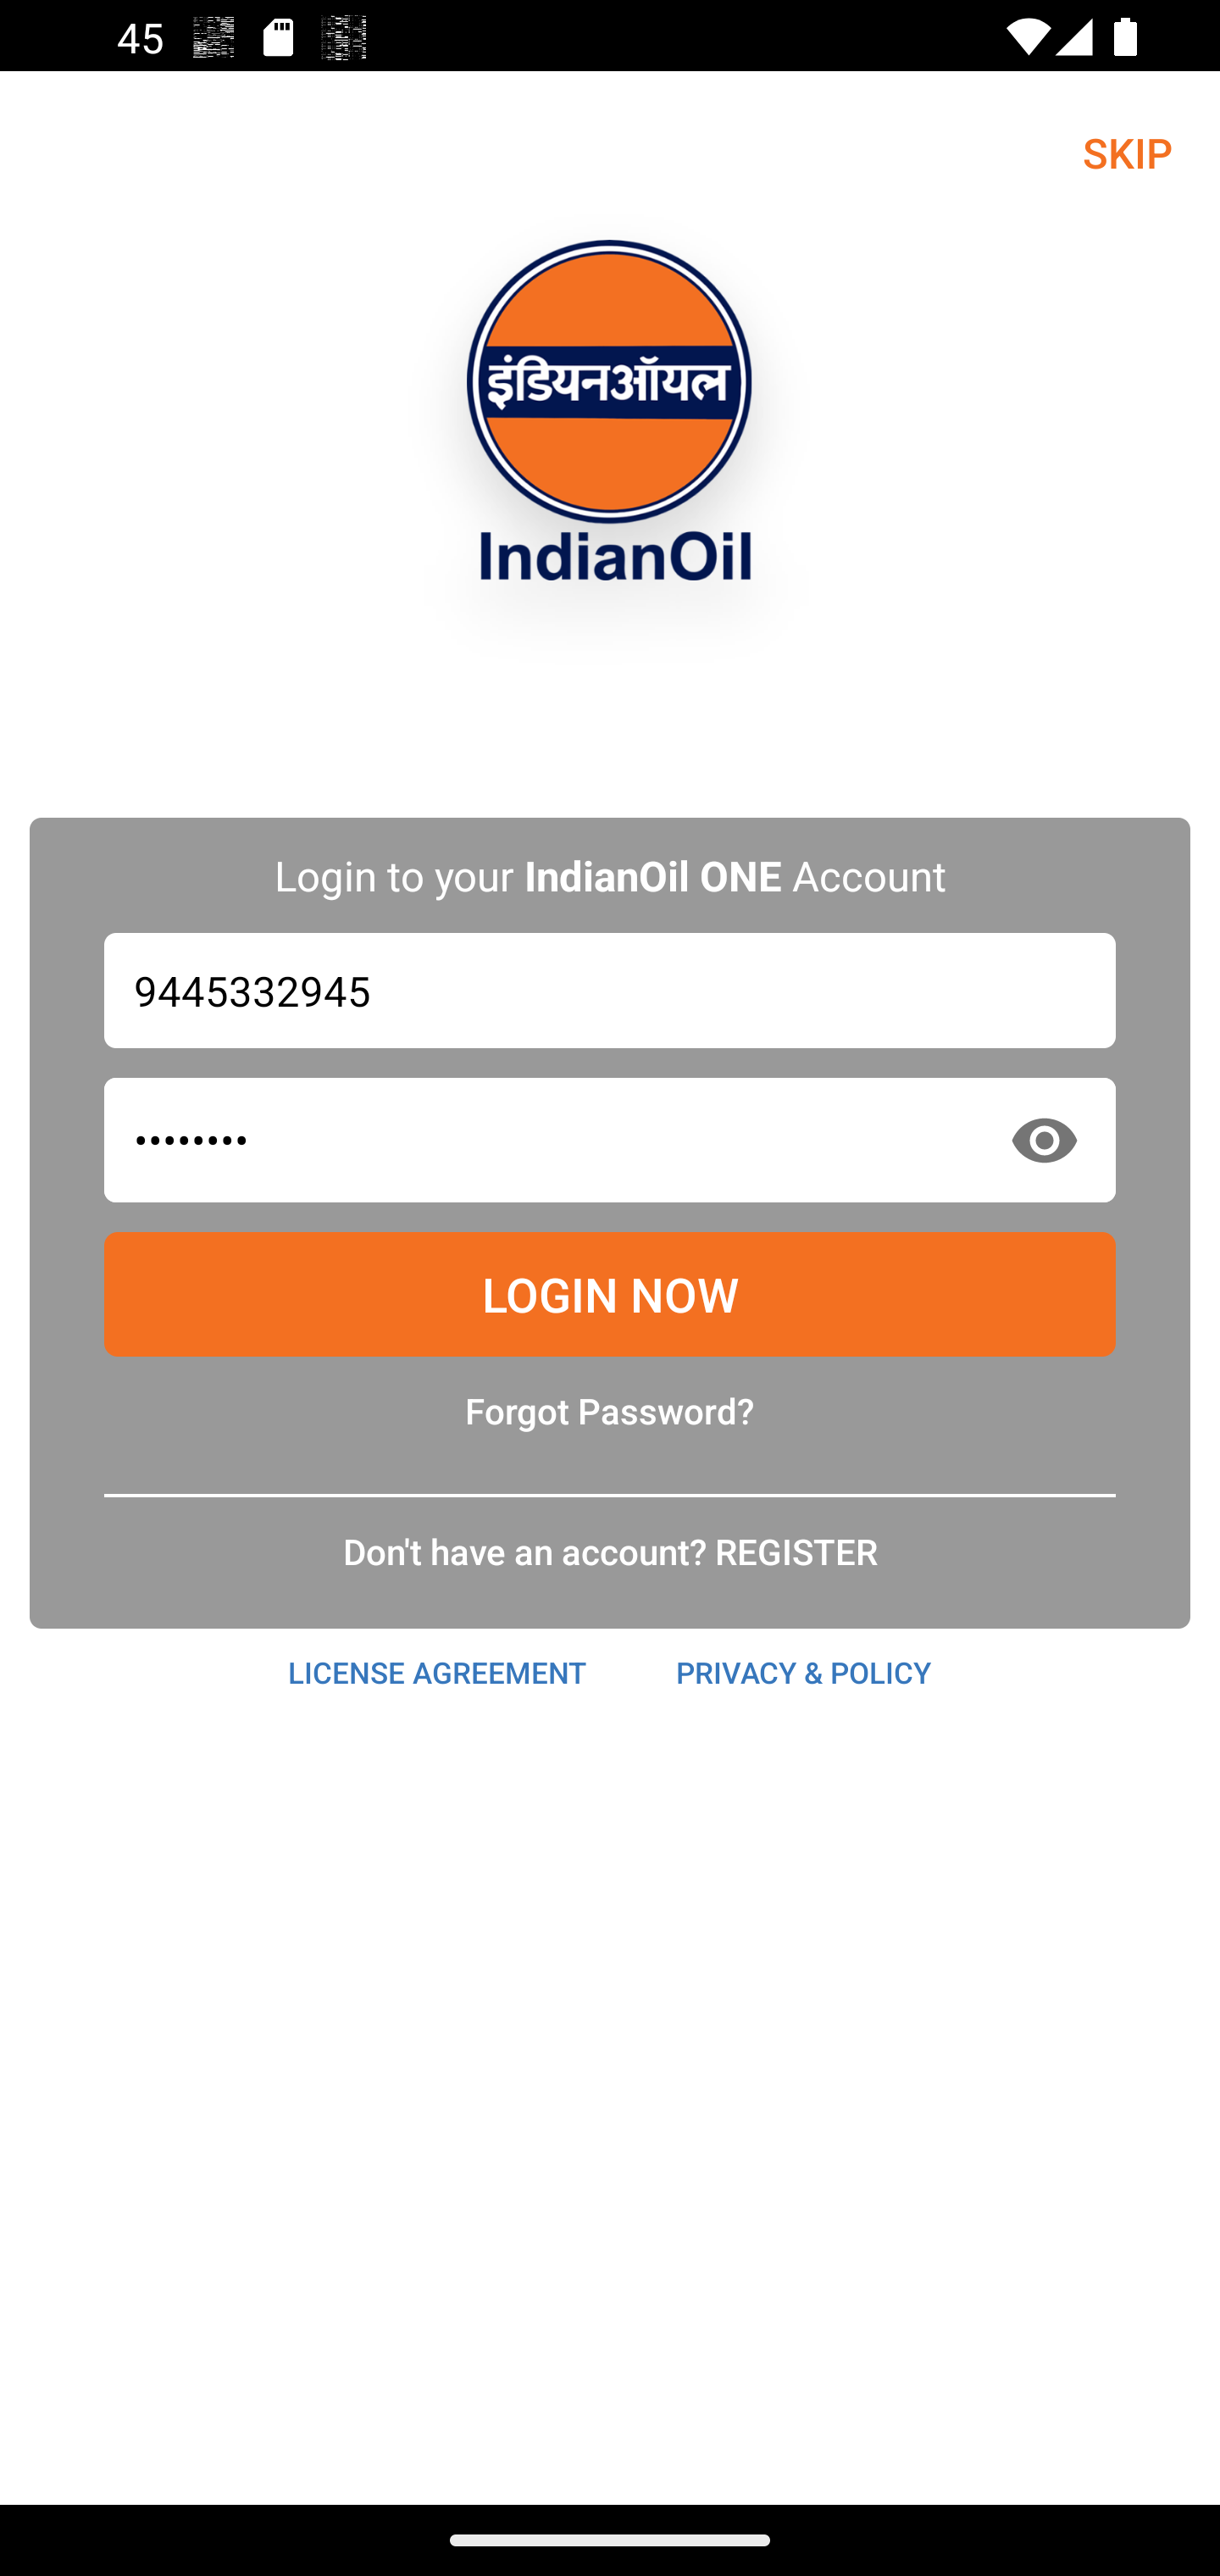 45
SKIP
इंडियनऑयल
IndianOil
Login to your IndianOil ONE Account
9445332945
••••••••
LOGIN NOW
Forgot Password?
Don't have an account? REGISTER
LICENSE AGREEMENT PRIVACY & POLICY